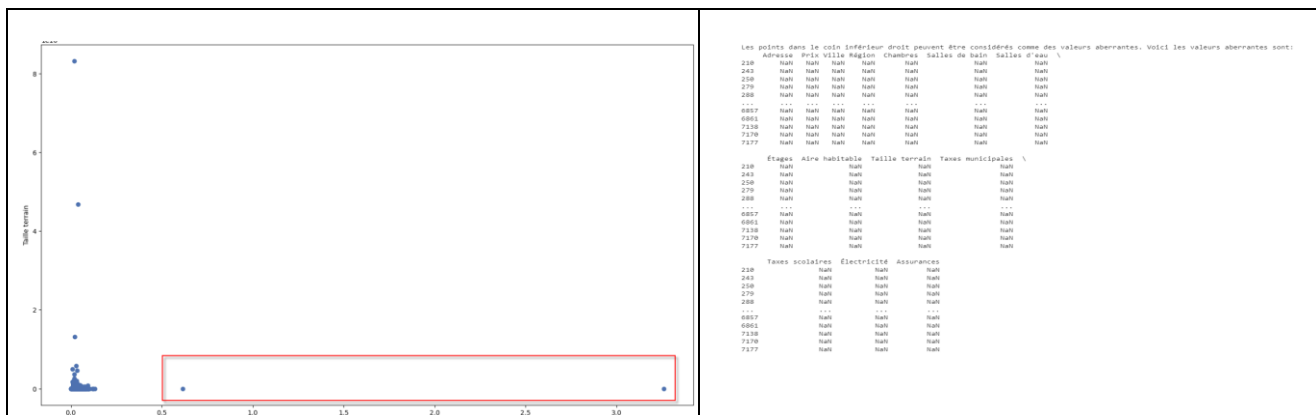 8
6
4
2
0
Taille terrain
0.0 0.5 1.0 1.5 2.0 2.5 3.0
Les points dans le coin inférieur droit peuvent être considérés comme des valeurs aberrantes. Voici les valeurs aberrantes sont:
Adresse Prix Ville Région Chambres Salles de bain Salles d'eau \
210 NaN NaN NaN NaN NaN NaN NaN
243 NaN NaN NaN NaN NaN NaN NaN
250 NaN NaN NaN NaN NaN NaN NaN
279 NaN NaN NaN NaN NaN NaN NaN
288 NaN NaN NaN NaN NaN NaN NaN
... ... ... ... ... ... ... ...
6857 NaN NaN NaN NaN NaN NaN NaN
6861 NaN NaN NaN NaN NaN NaN NaN
7138 NaN NaN NaN NaN NaN NaN NaN
7170 NaN NaN NaN NaN NaN NaN NaN
7177 NaN NaN NaN NaN NaN NaN NaN
Étages Aire habitable Taille terrain Taxes municipales \
210 NaN NaN NaN NaN
243 NaN NaN NaN NaN
250 NaN NaN NaN NaN
279 NaN NaN NaN NaN
288 NaN NaN NaN NaN
... ... ... ... ...
6857 NaN NaN NaN NaN
6861 NaN NaN NaN NaN
7138 NaN NaN NaN NaN
7170 NaN NaN NaN NaN
7177 NaN NaN NaN NaN
Taxes scolaires Électricité Assurances
210 NaN NaN NaN
243 NaN NaN NaN
250 NaN NaN NaN
279 NaN NaN NaN
288 NaN NaN NaN
... ... ... ...
6857 NaN NaN NaN
6861 NaN NaN NaN
7138 NaN NaN NaN
7170 NaN NaN NaN
7177 NaN NaN NaN